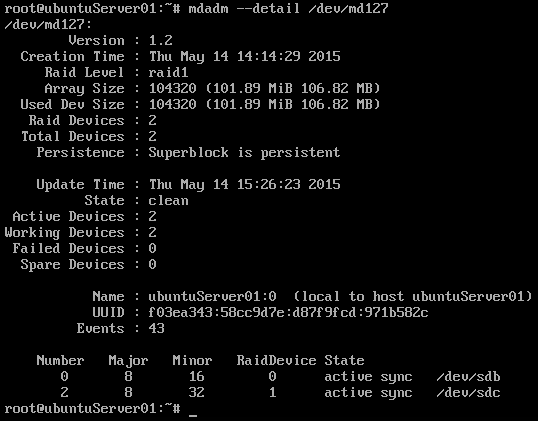 root@ubuntuServer01:~# mdadm --detail /dev/md127
/dev/md127:
Version : 1.2
Creation Time : Thu May 14 14:14:29 2015
Raid Level : raid1
Array Size : 104320 (101.89 MiB 106.82 MB)
Used Dev Size : 104320 (101.89 MiB 106.82 MB)
Raid Devices : 2
Total Devices : 2
Persistence : Superblock is persistent
Update Time : Thu May 14 15:26:23 2015
State : clean
Active Devices : 2
Working Devices : 2
Failed Devices : 0
Spare Devices : 0
Name : ubuntuServer01:0  (local to host ubuntuServer01)
UUID : f03ea343:58cc9d7e:d87f9fcd:971b582c
Events : 43
Number   Major   Minor   RaidDevice State
0       8       16        0      active sync   /dev/sdb
2       8       32        1      active sync   /dev/sdc
root@ubuntuServer01:~# _